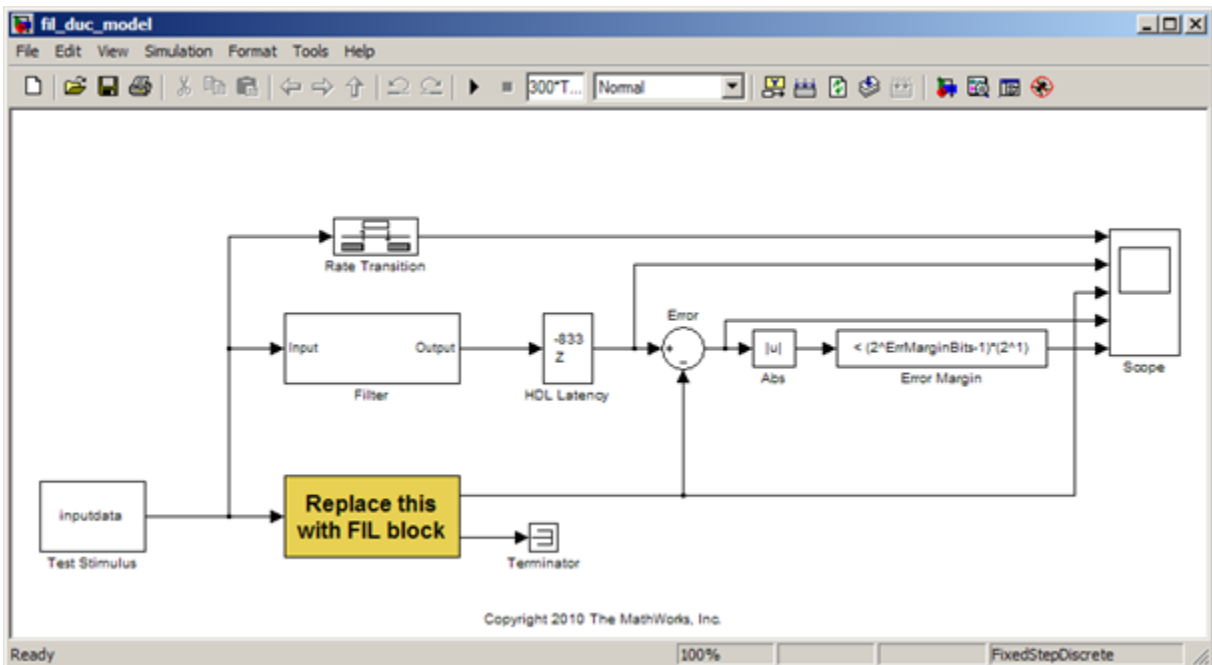 fil_duc_model
File Edit View Simulation Format Tools Help
300*T... Normal
Rate Transition
Input Output
Filter
-833
Z
HDL Latency
Error
+
-
|u|
Abs
< (2^ErrMarginBits-1)*(2^1)
Error Margin
Scope
inputdata
Test Stimulus
Replace this
with FIL block
Terminator
Copyright 2010 The MathWorks, Inc.
Ready 100% FixedStepDiscrete